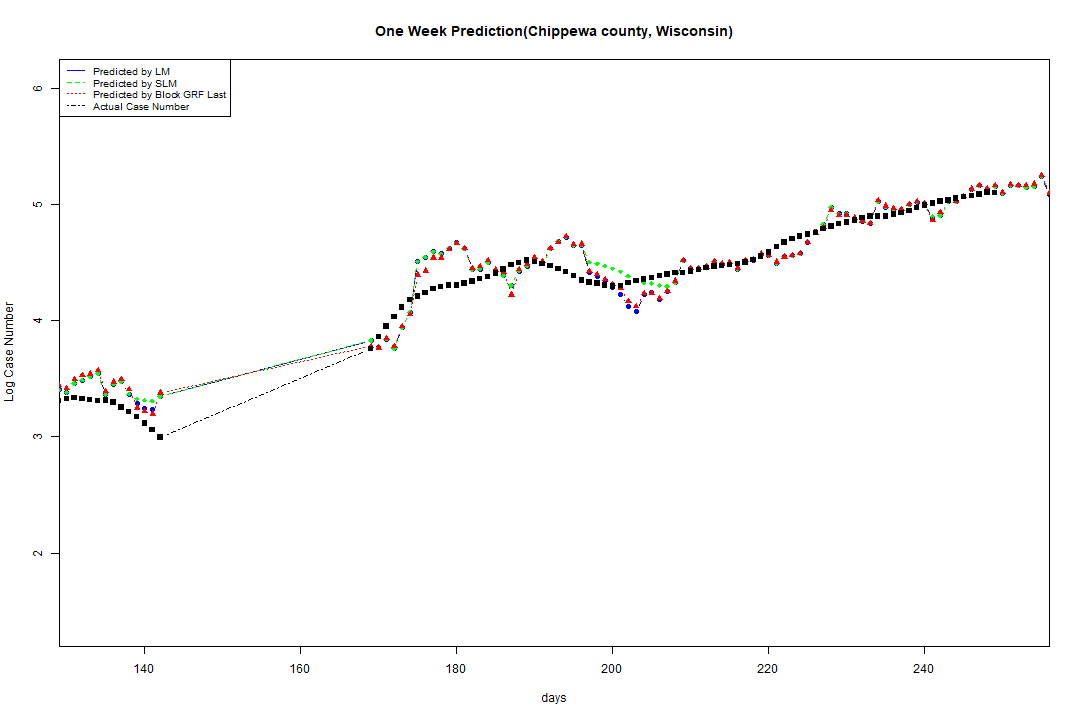 One Week Prediction(Chippewa county, Wisconsin)
Predicted by LM
Predicted by SLM
Predicted by Block GRF Last
Actual Case Number
6
5
4
3
2
Log Case Number
140 160 180 200 220 240
days